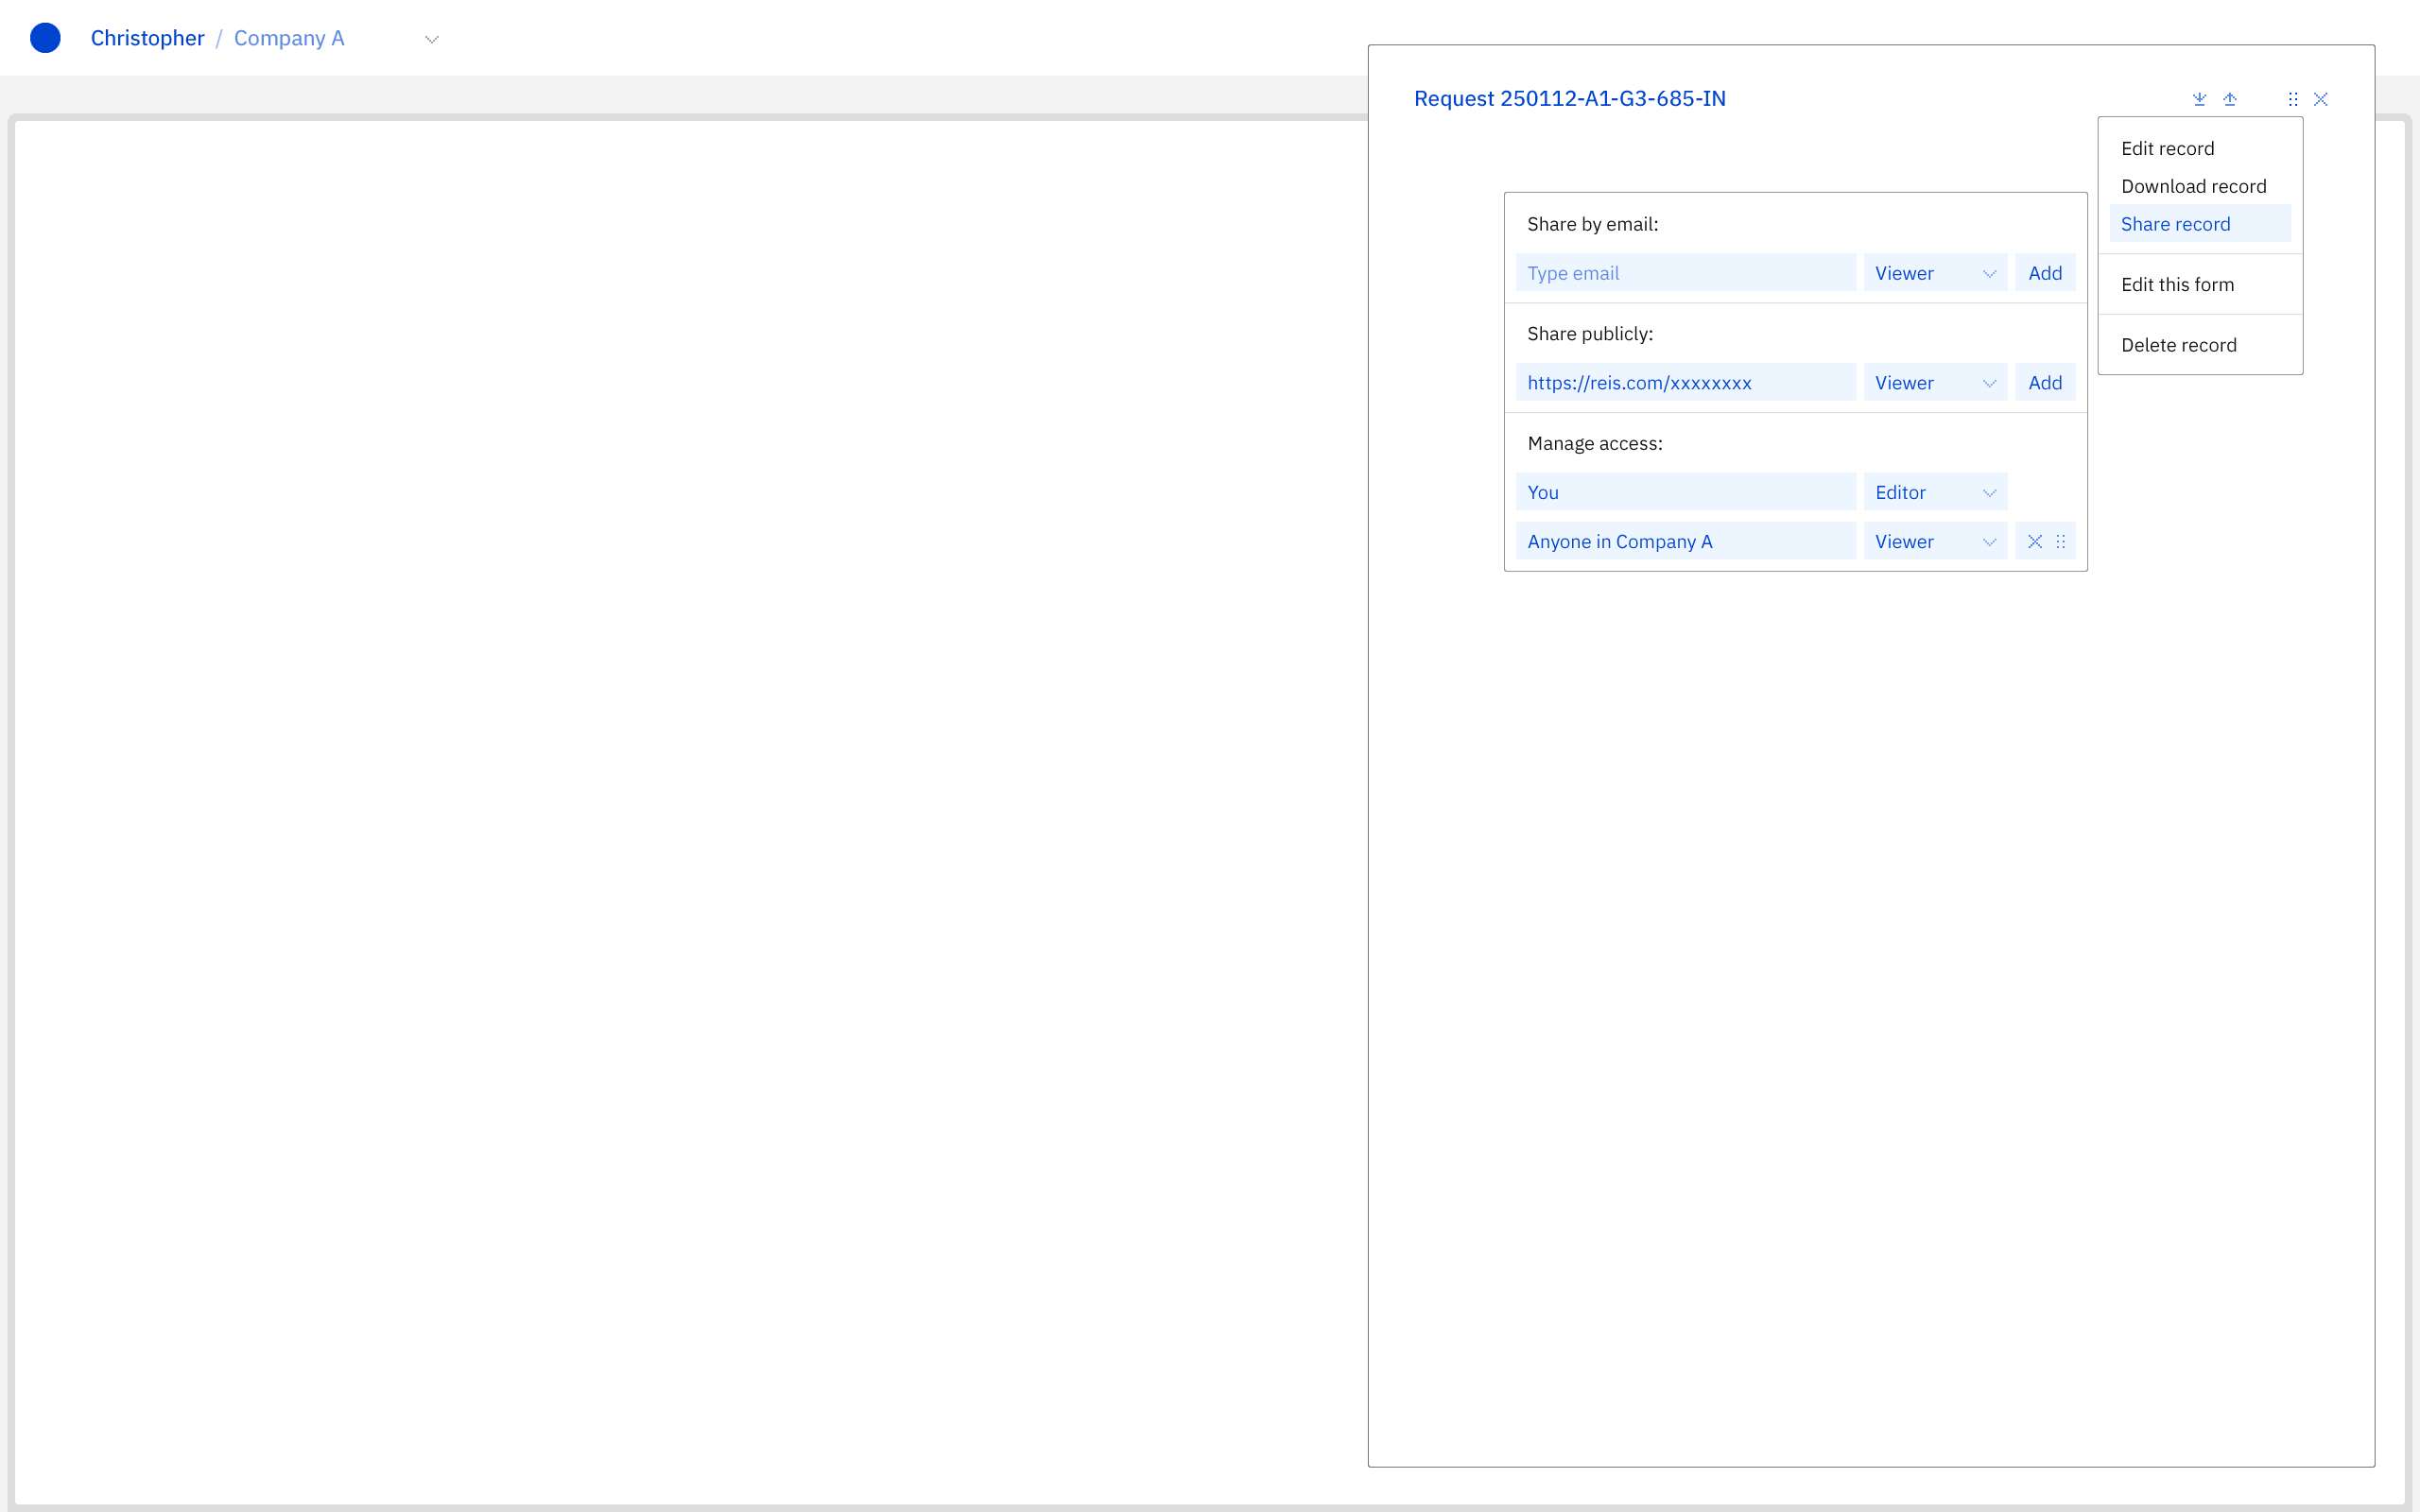 Christopher / Company A
Request 250112-A1-G3-685-IN
Edit record
Download record
Share record
Edit this form
Delete record
Share by email:
Type email Viewer Add
Share publicly:
https://reis.com/xxxxxxxx Viewer Add
Manage access:
You Editor
Anyone in Company A Viewer